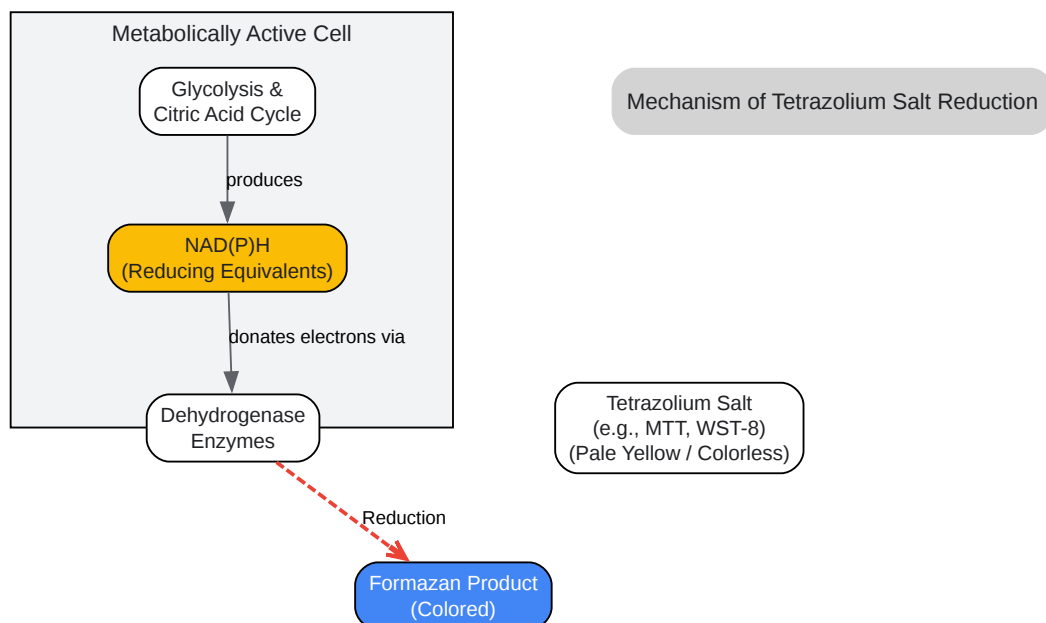 Metabolically Active Cell
Glycolysis &
Citric Acid Cycle
Mechanism of Tetrazolium Salt Reduction
produces
NAD(P)H
(Reducing Equivalents)
donates electrons via
Dehydrogenase
Enzymes
Tetrazolium Salt
(e.g., MTT, WST-8)
(Pale Yellow / Colorless)
Reduction
Formazan Product
(Colored)